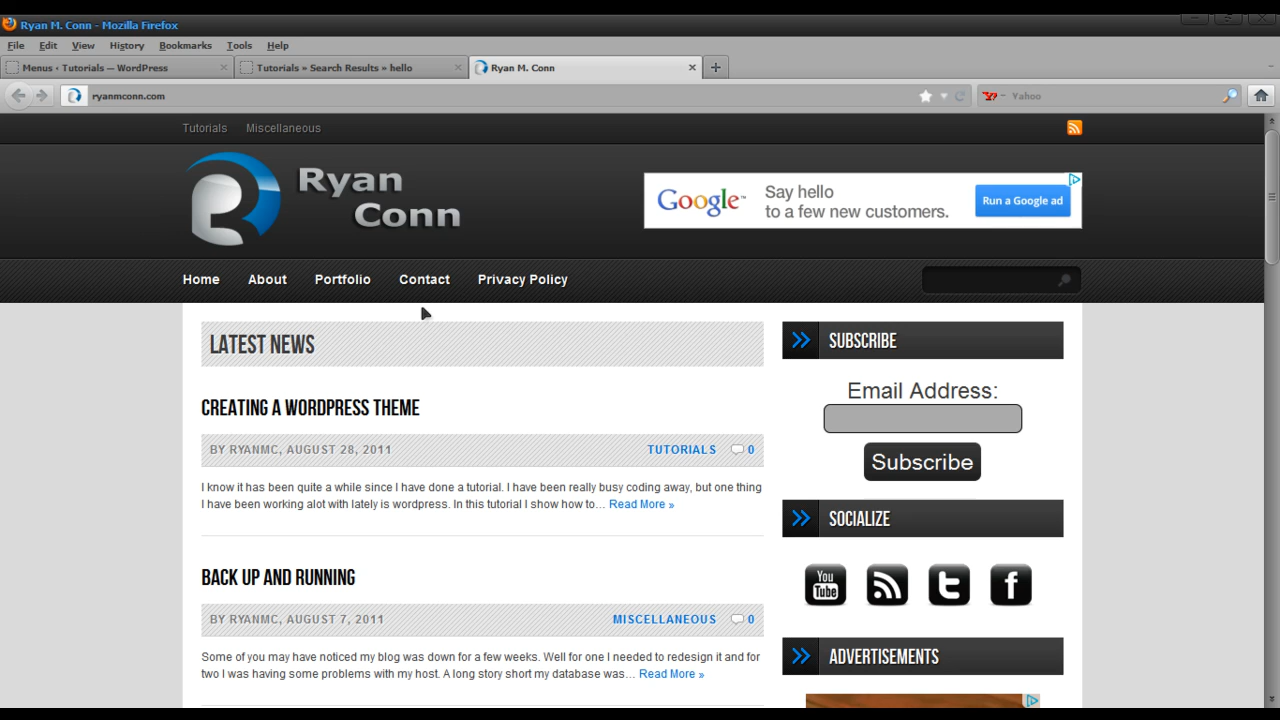 Ryan M. Conn - Mozilla Firefox
File Edit View History Bookmarks Tools Help
Menus ‹ Tutorials — WordPress
Tutorials » Search Results » hello
Ryan M. Conn
ryanmconn.com
Yahoo
Tutorials Miscellaneous
Ryan
Conn
Google™
Say hello
to a few new customers.
Run a Google ad
Home About Portfolio Contact Privacy Policy
LATEST NEWS
CREATING A WORDPRESS THEME
BY RYANMC, AUGUST 28, 2011 TUTORIALS 0
I know it has been quite a while since I have done a tutorial. I have been really busy coding away, but one thing
I have been working alot with lately is wordpress. In this tutorial I show how to… Read More »
BACK UP AND RUNNING
BY RYANMC, AUGUST 7, 2011 MISCELLANEOUS 0
Some of you may have noticed my blog was down for a few weeks. Well for one I needed to redesign it and for
two I was having some problems with my host. A long story short my database was… Read More »
SUBSCRIBE
Email Address:
Subscribe
SOCIALIZE
You
Tube
ADVERTISEMENTS